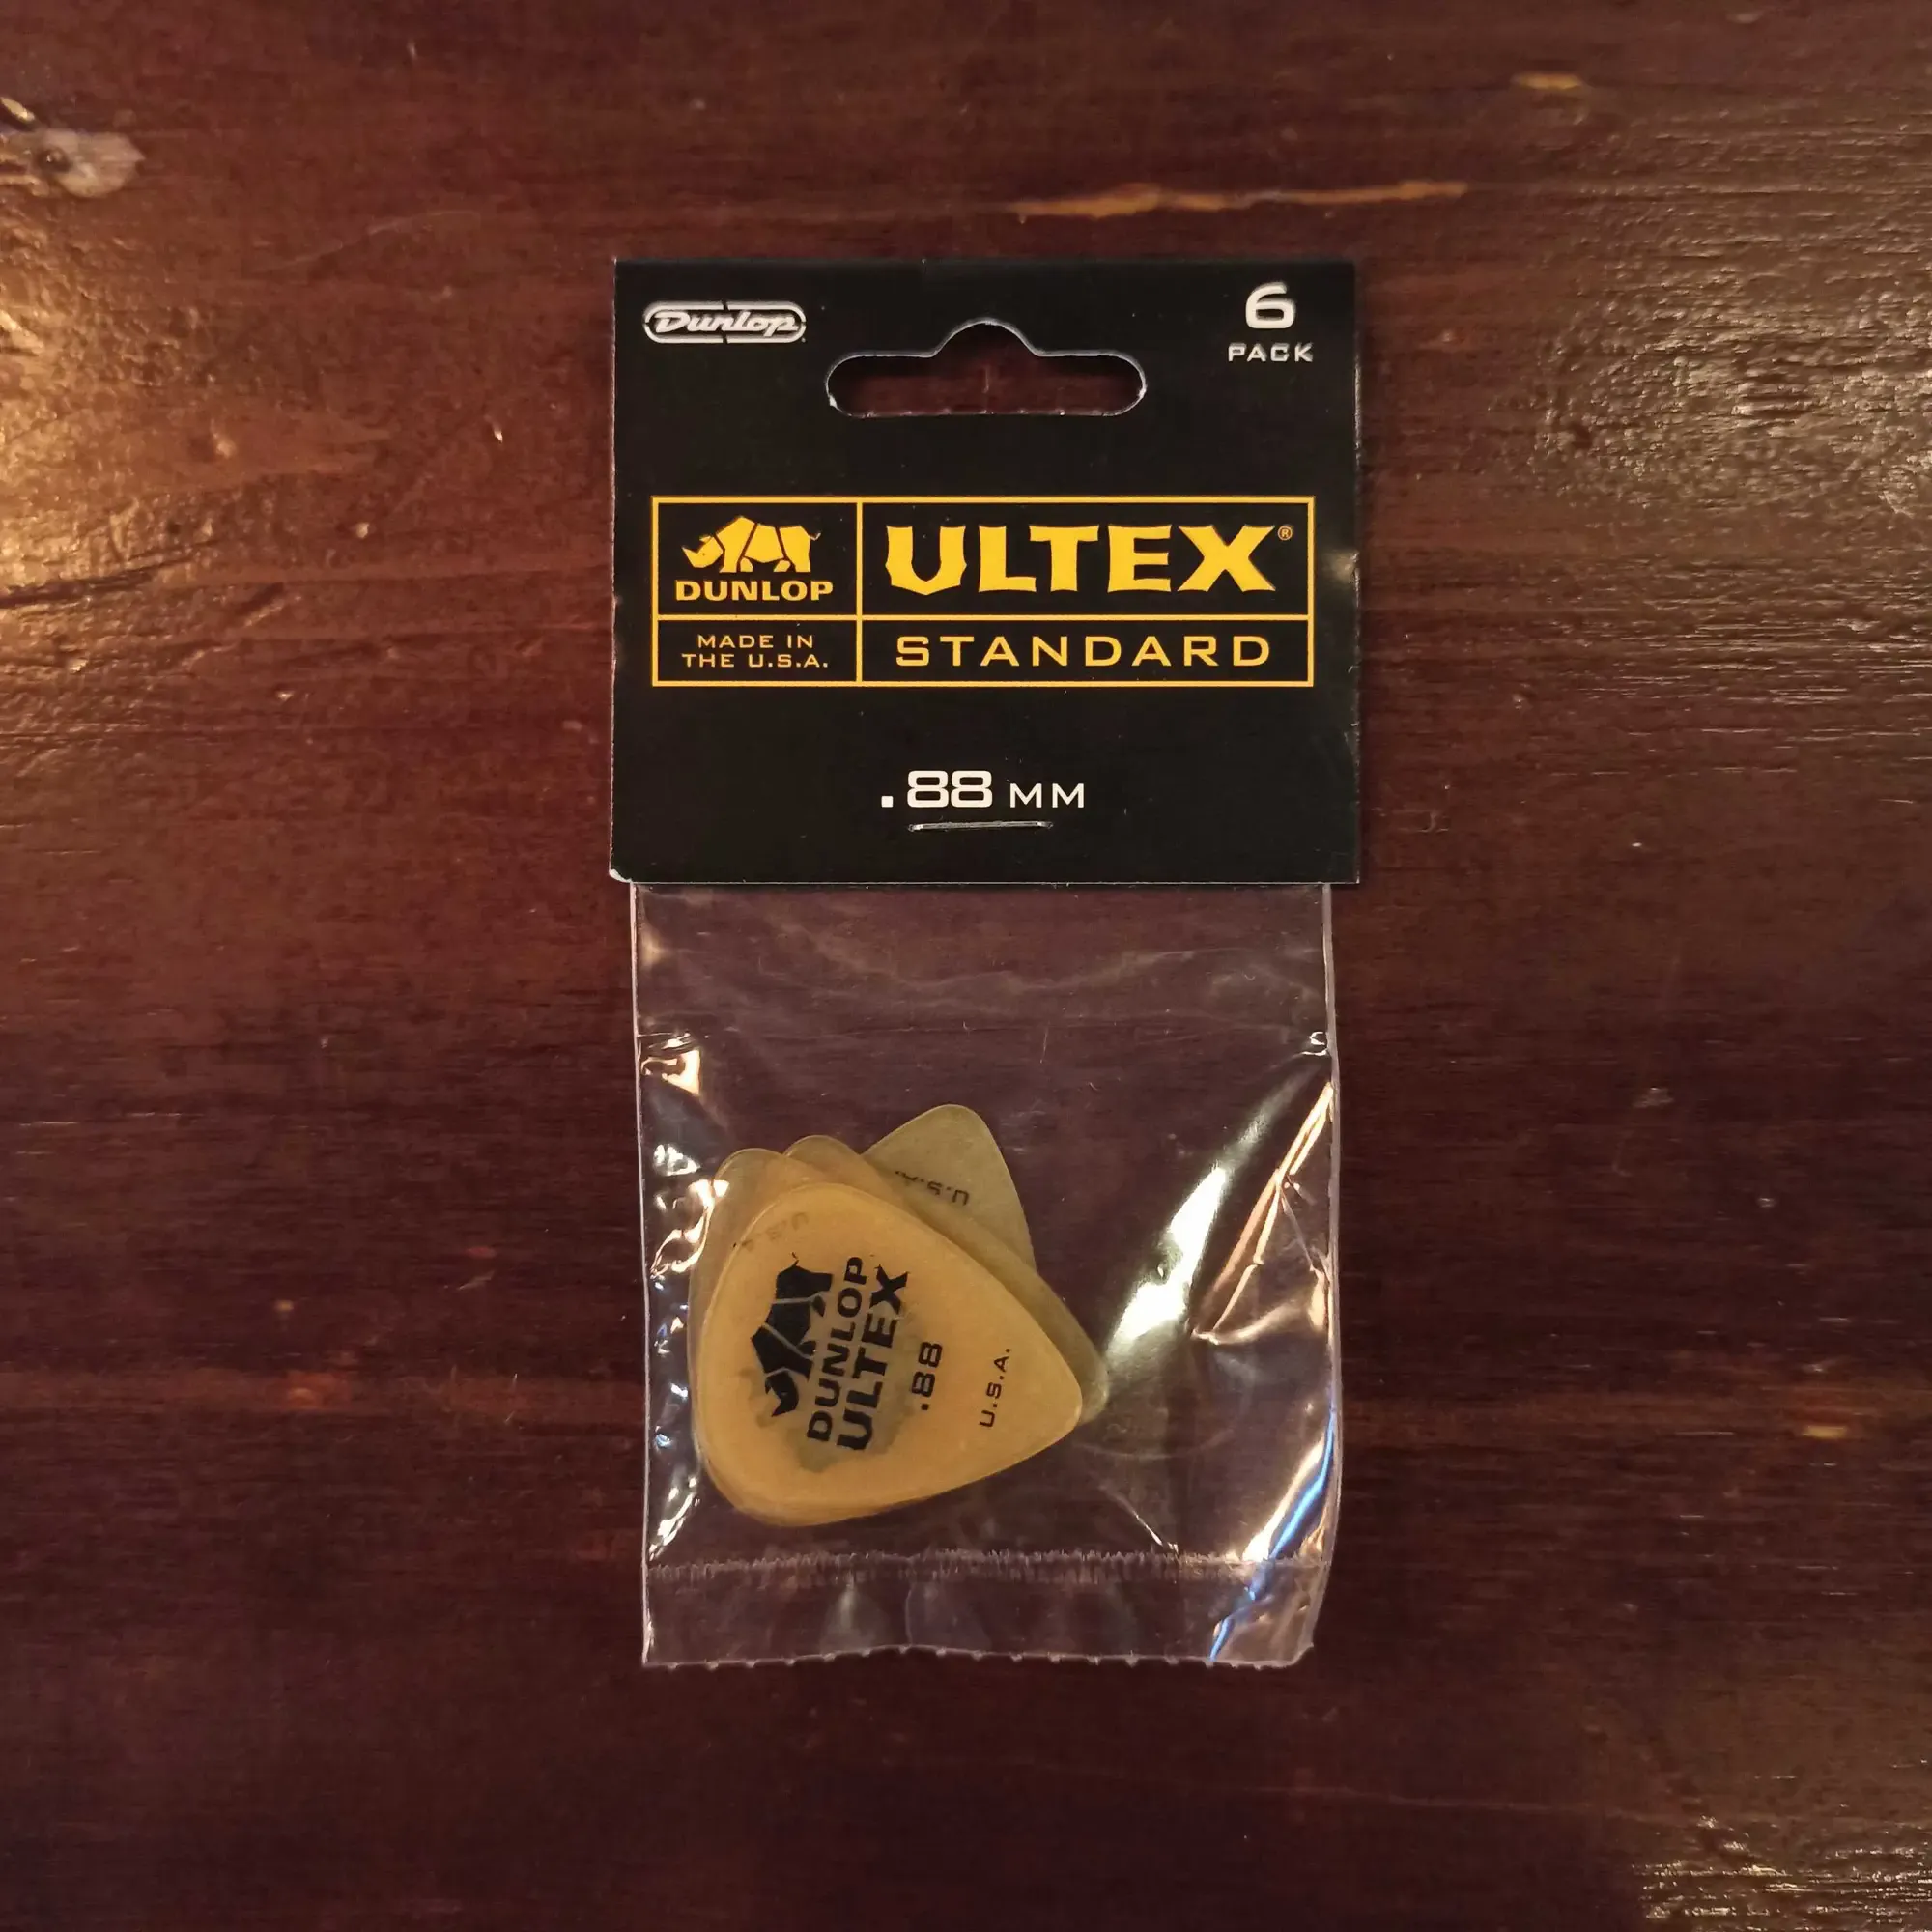 Dunlop
6
PACK
DUNLOP
ULTEX®
MADE IN
THE U.S.A.
STANDARD
.88 MM
U.S.A.
DUNLOP
ULTEX
.88
U.S.A.